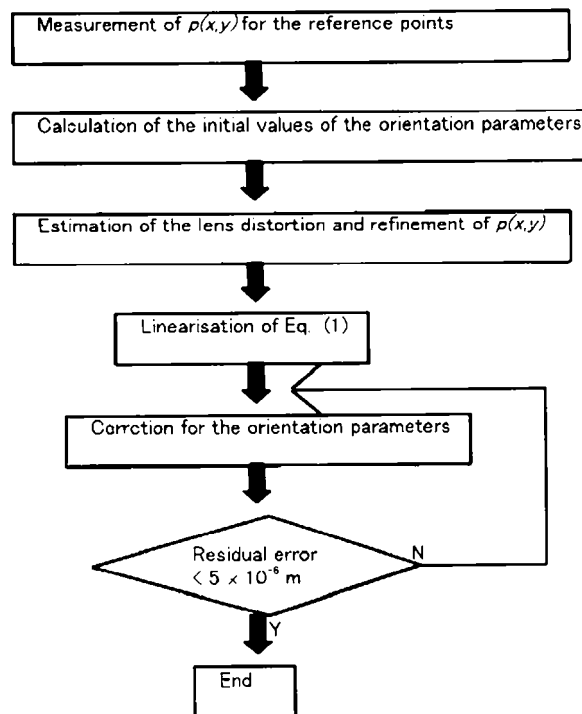 Measurement of p(x,y) for the reference points
Calculation of the initial values of the orientation parameters
Estimation of the lens distortion and refinement of p(x,y)
Linearisation of Eq. (1)
Corrction for the orientation parameters
Residual error
< 5 × 10⁻⁶ m
N
Y
End